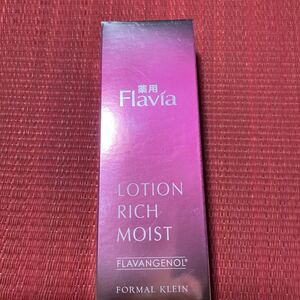 薬用
Flavia
LOTION
RICH
MOIST
FLAVANGENOL®
FORMAL KLEIN